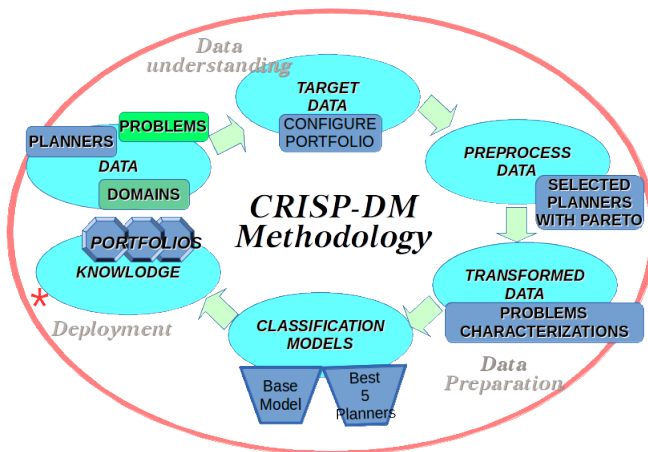 Data
understanding
TARGET
DATA
CONFIGURE
PORTFOLIO
PROBLEMS
PLANNERS
DATA
DOMAINS
PREPROCESS
DATA
SELECTED
PLANNERS
WITH PARETO
CRISP-DM
Methodology
PORTFOLIOS
KNOWLODGE
TRANSFORMED
DATA
PROBLEMS
CHARACTERIZATIONS
*
Deployment
CLASSIFICATION
MODELS
Base
Model
Best
5
Planners
Data
Preparation